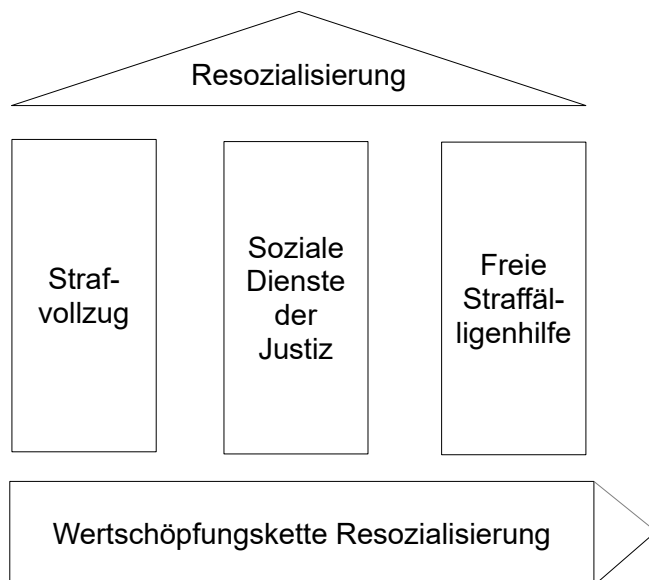 Resozialisierung
Straf-
vollzug
Soziale
Dienste
der
Justiz
Freie
Straffäl-
ligenhilfe
Wertschöpfungskette Resozialisierung